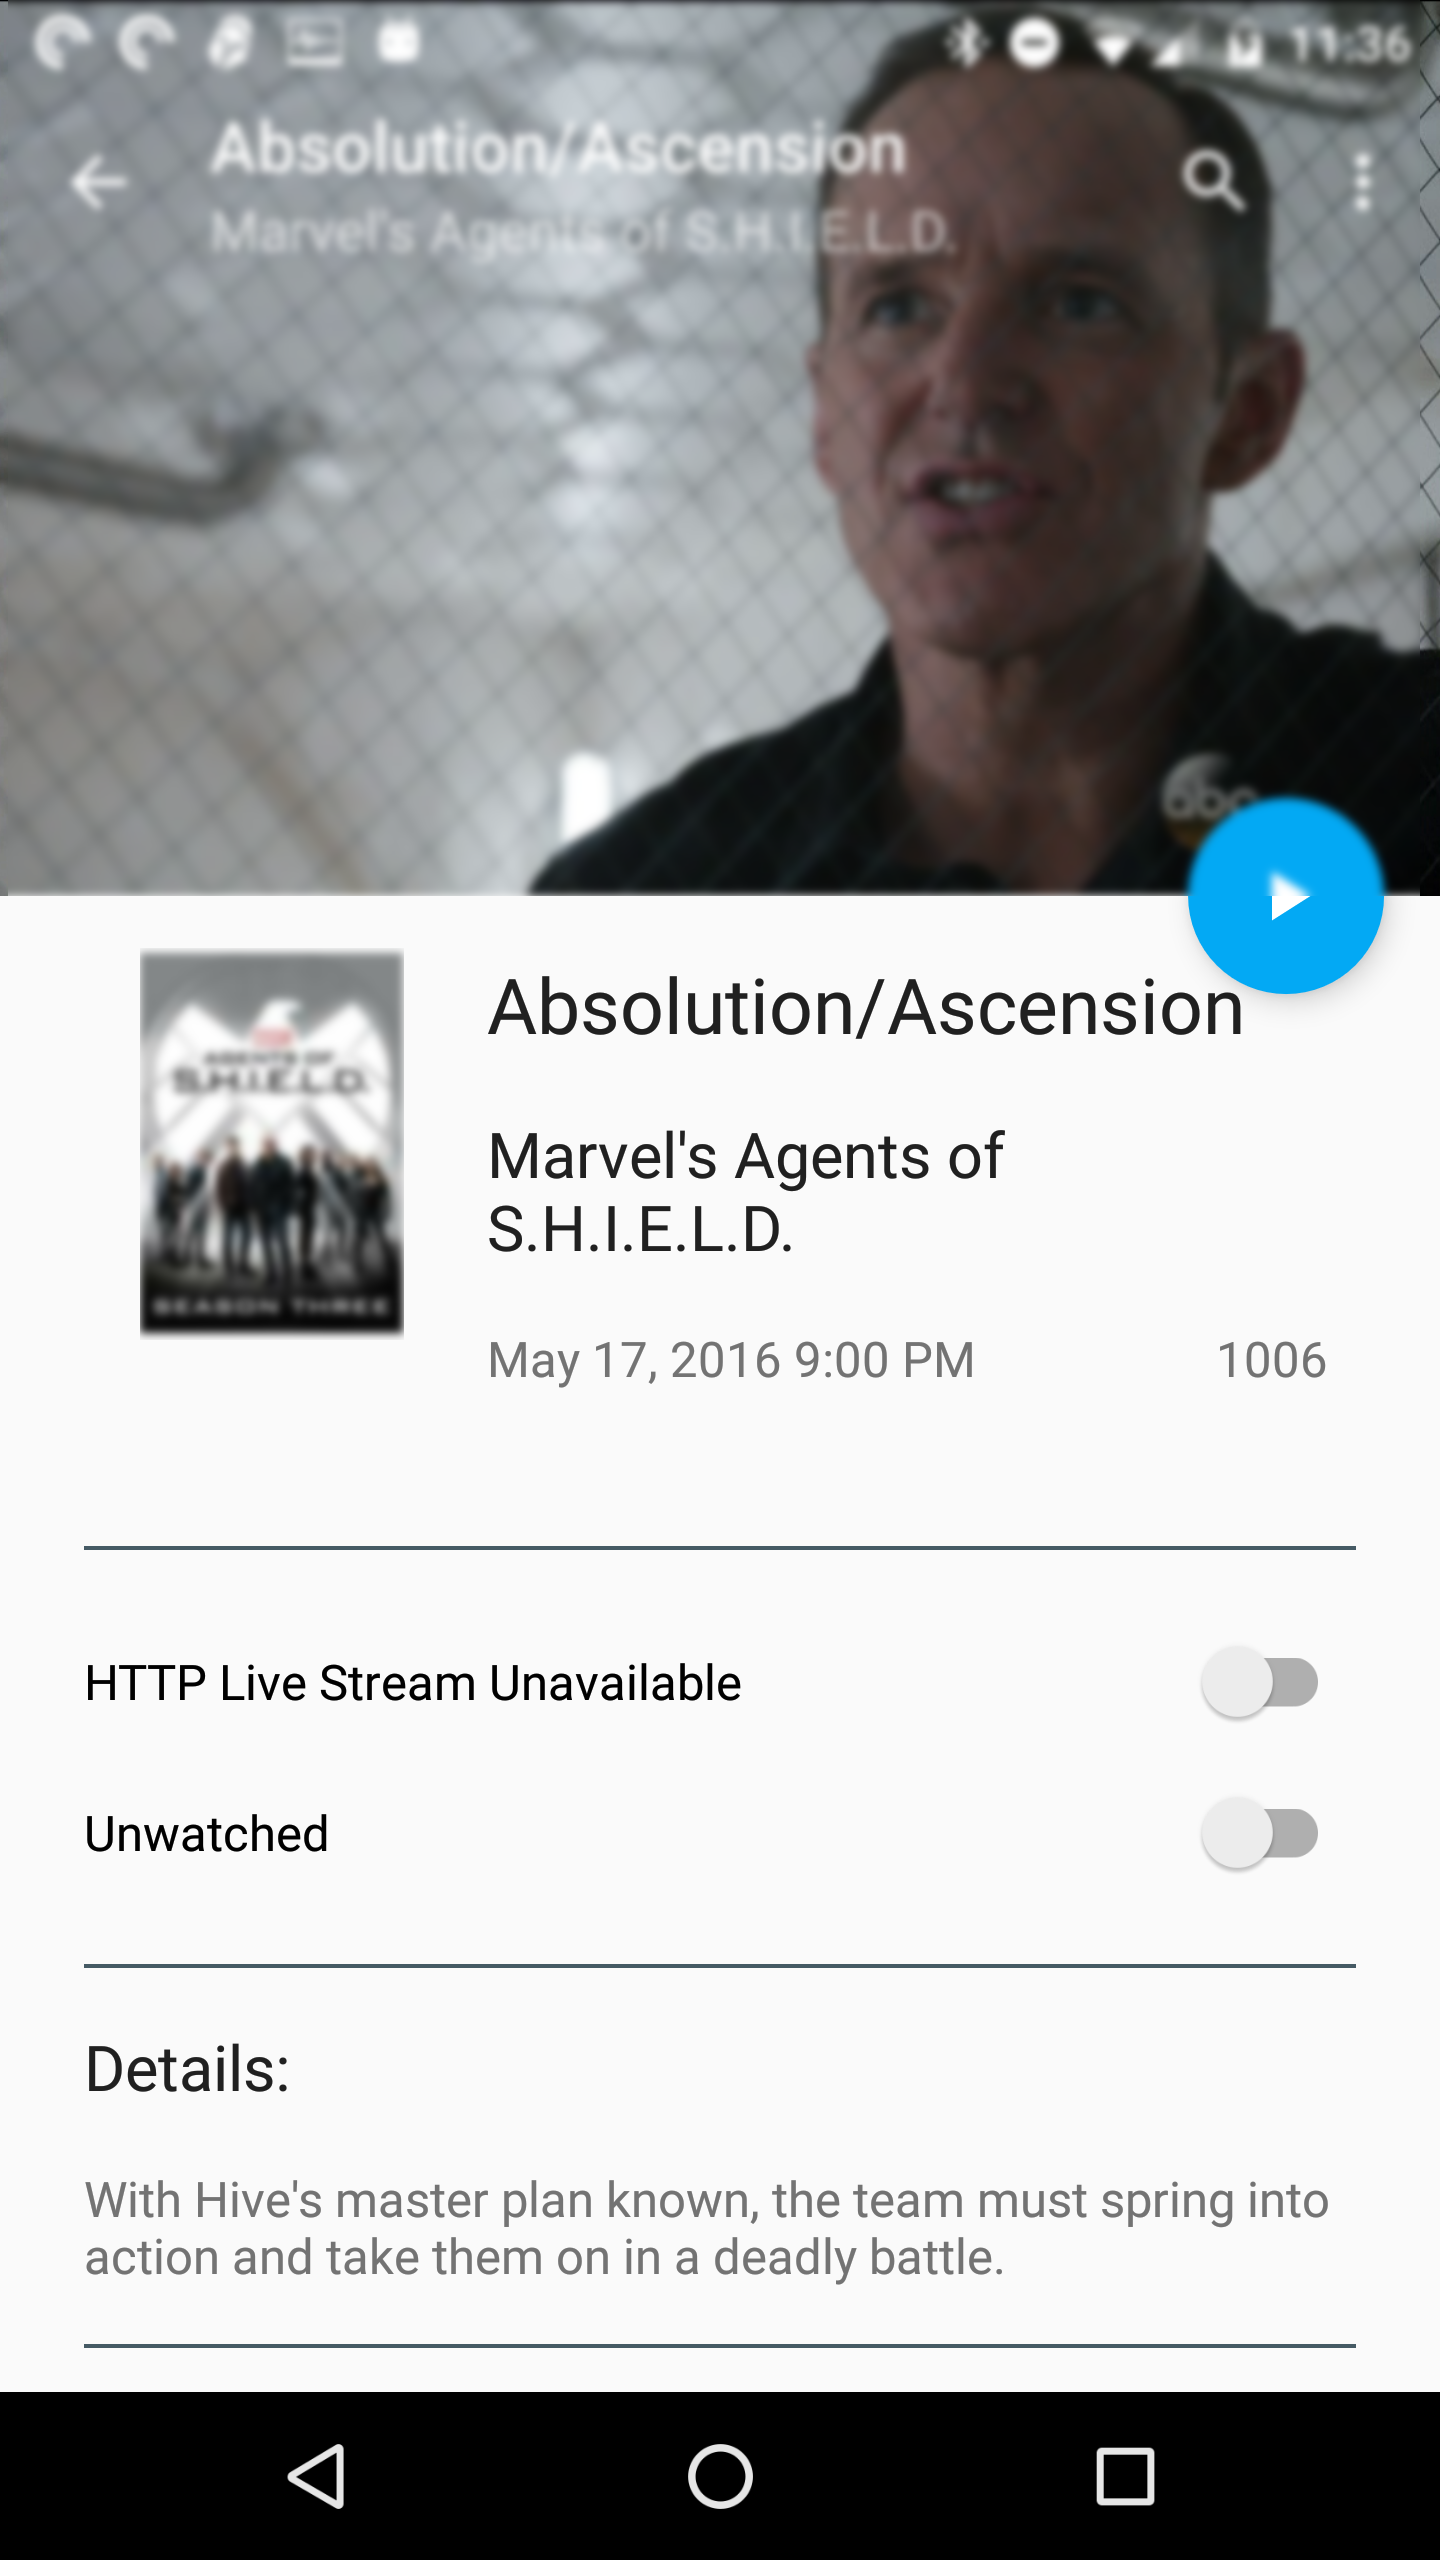 11:36
Absolution/Ascension
Marvel's Agents of S.H.I.E.L.D.
abc
AGENTS OF
S.H.I.E.L.D.
SEASON THREE
Absolution/Ascension
Marvel's Agents of
S.H.I.E.L.D.
May 17, 2016 9:00 PM 1006
HTTP Live Stream Unavailable
Unwatched
Details:
With Hive's master plan known, the team must spring into
action and take them on in a deadly battle.